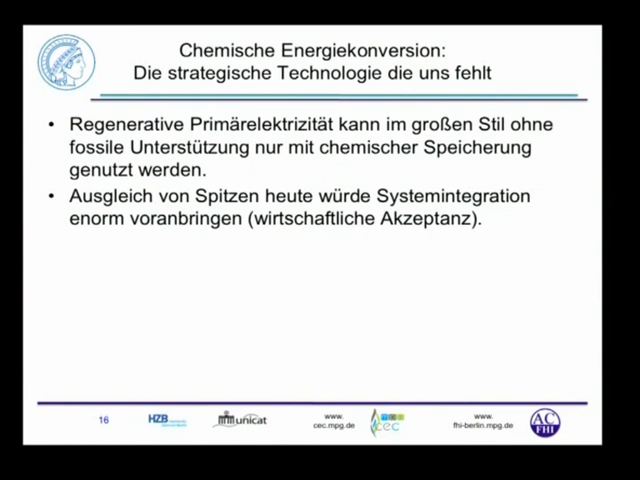 Chemische Energiekonversion:
Die strategische Technologie die uns fehlt
• Regenerative Primärelektrizität kann im großen Stil ohne
fossile Unterstützung nur mit chemischer Speicherung
genutzt werden.
• Ausgleich von Spitzen heute würde Systemintegration
enorm voranbringen (wirtschaftliche Akzeptanz).
16
HZB
unicat
www.
cec.mpg.de
cec
www.
fhi-berlin.mpg.de
AC
FHI